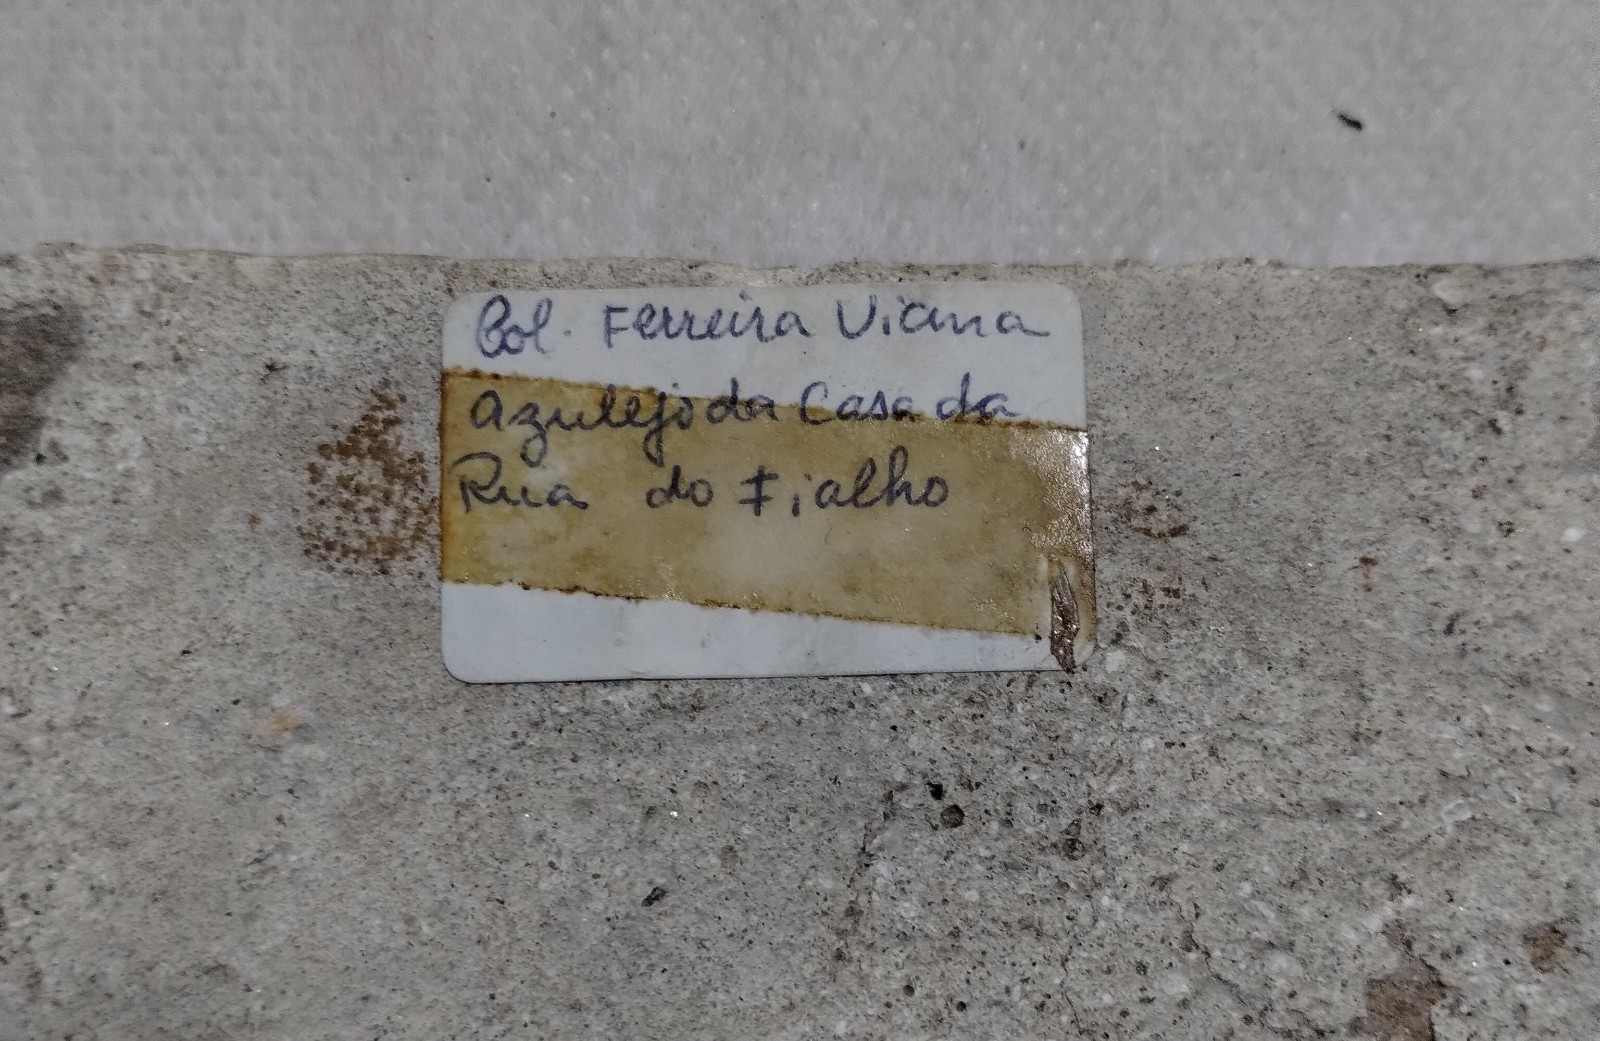 Col. Ferreira Viana
Azulejo da Casa da
Rua do Fialho